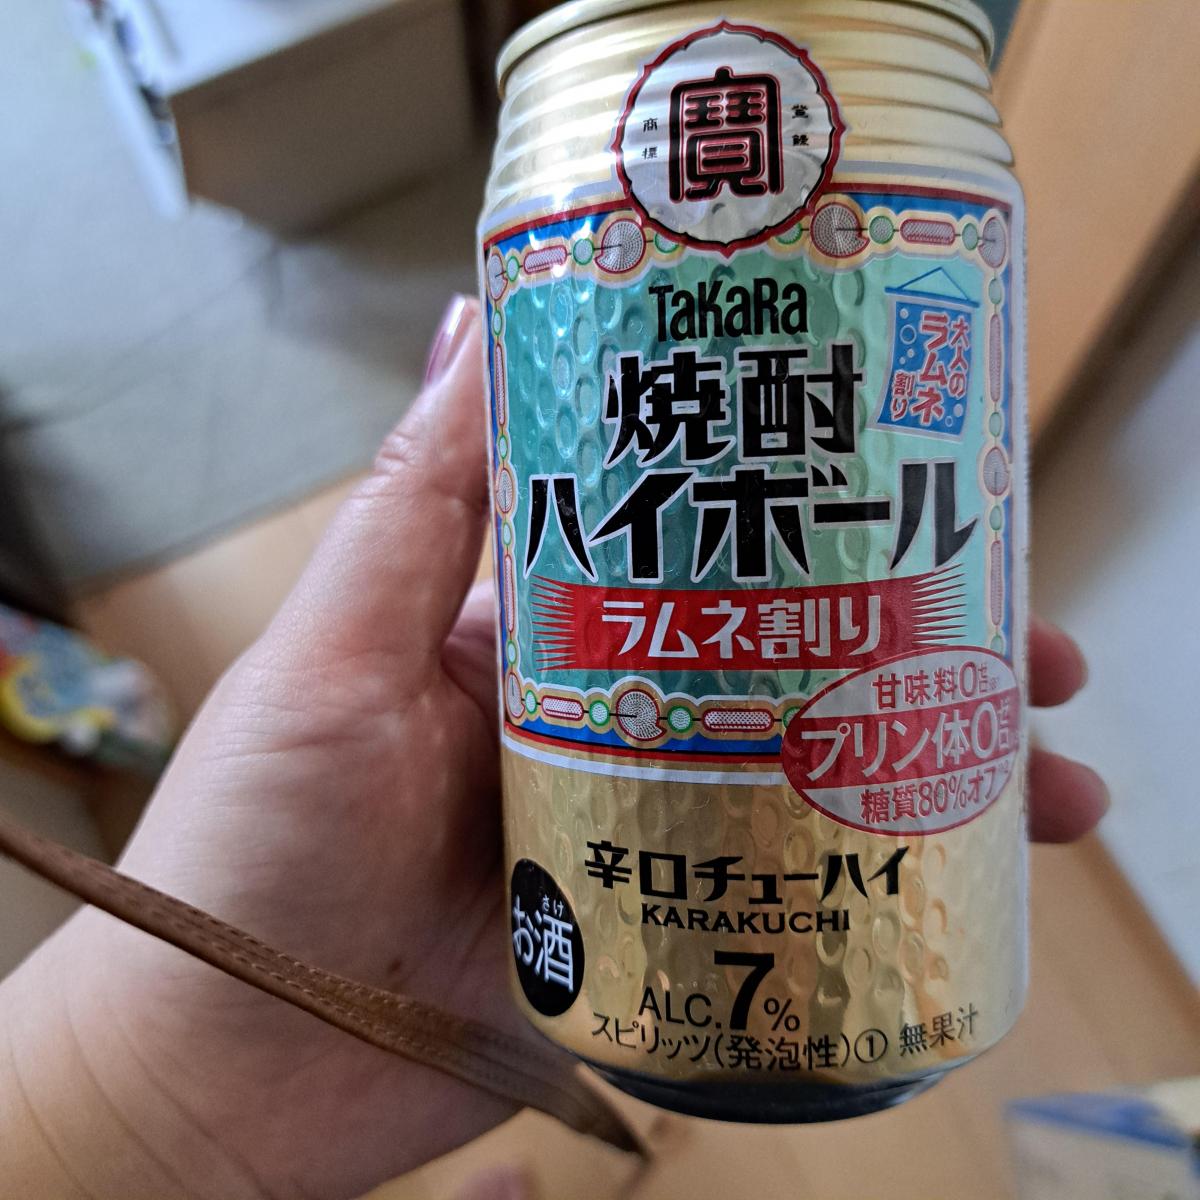 寶
登録
商標
TaKaRa
焼酎
ハイボール
大人の
ラムネ
割り
ラムネ割り
甘味料0
プリン体0
糖質80%オフ
辛口チューハイ
KARAKUCHI
さけ
お酒
ALC.7%
スピリッツ(発泡性)① 無果汁